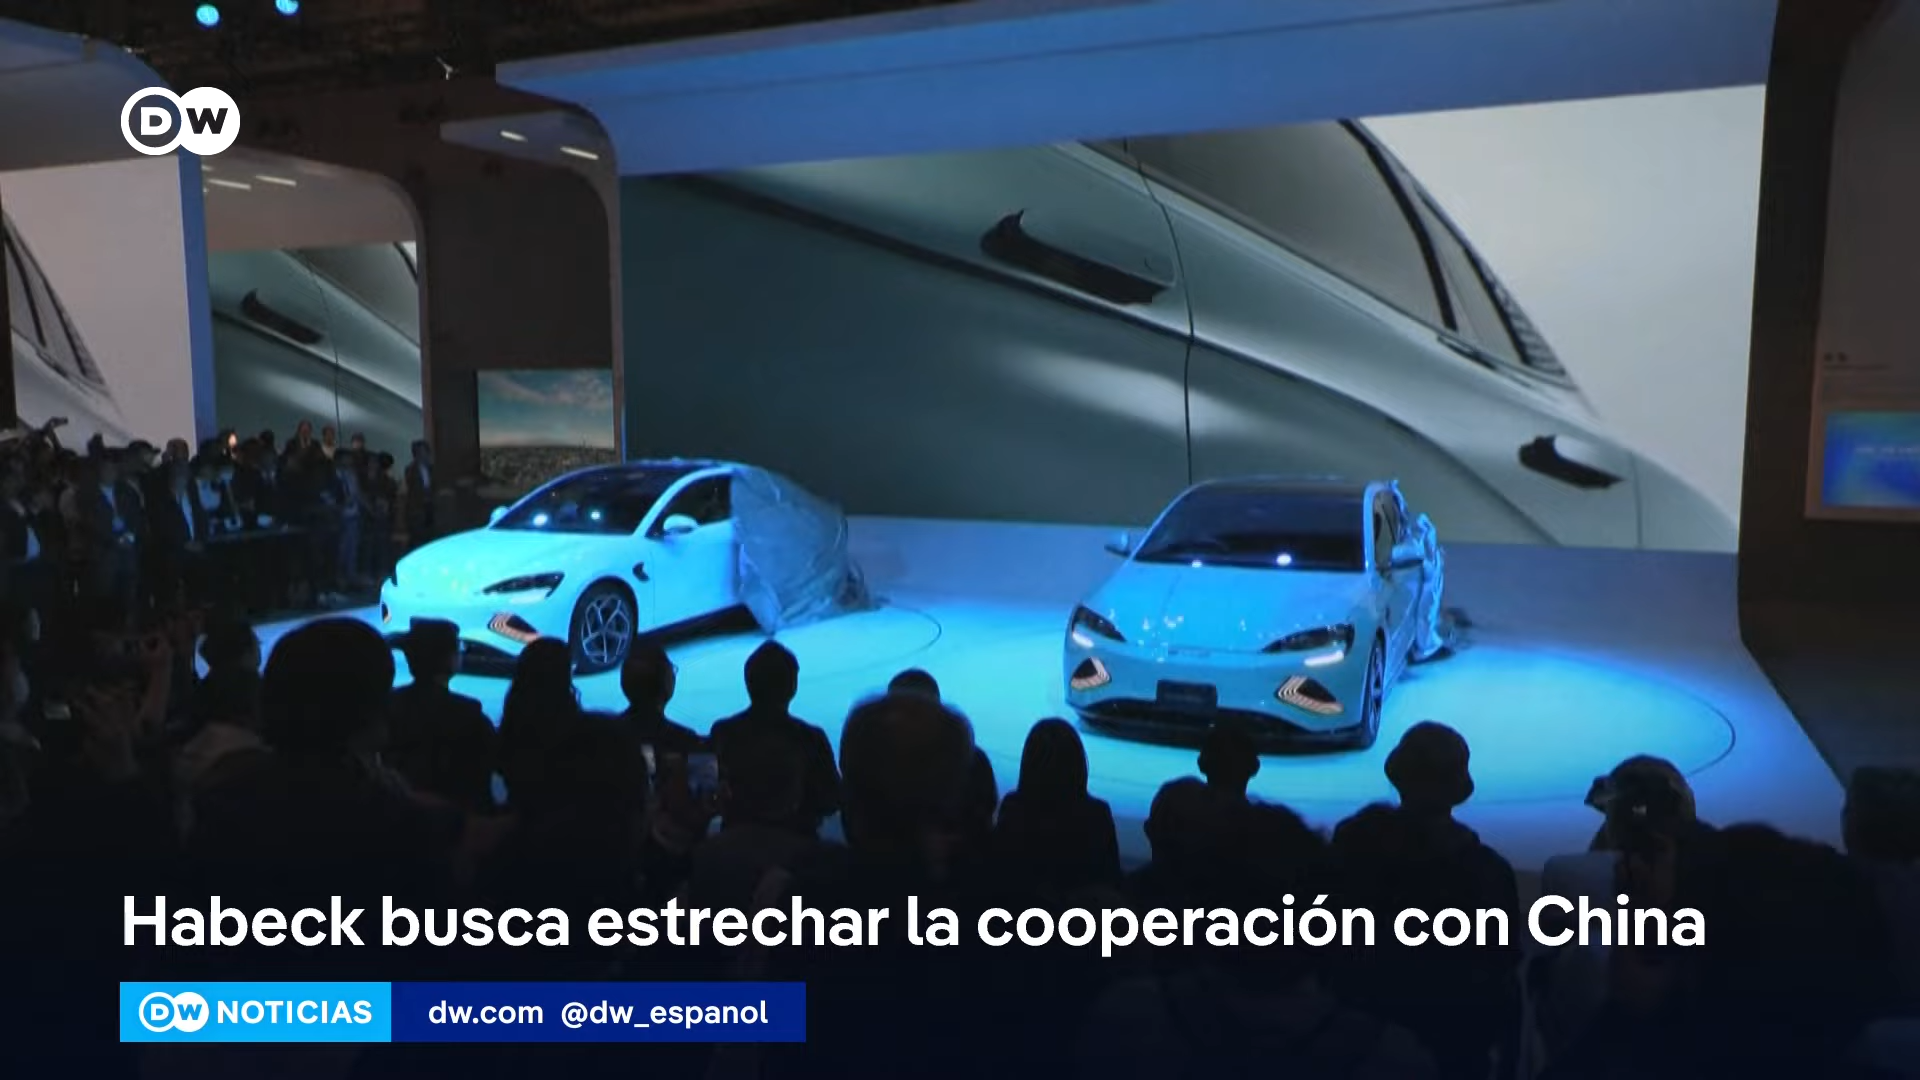 DW
Habeck busca estrechar la cooperación con China
DW NOTICIAS dw.com @dw_espanol